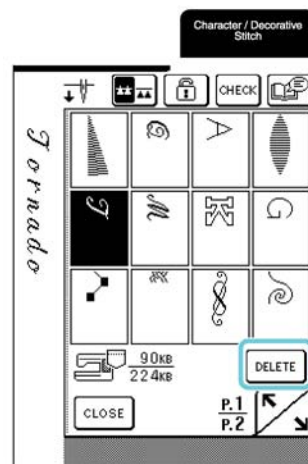 Character / Decorative
Stitch
CHECK
Tornado
A
T
M
K
G
90KB
224KB
DELETE
CLOSE
P.1
P.2